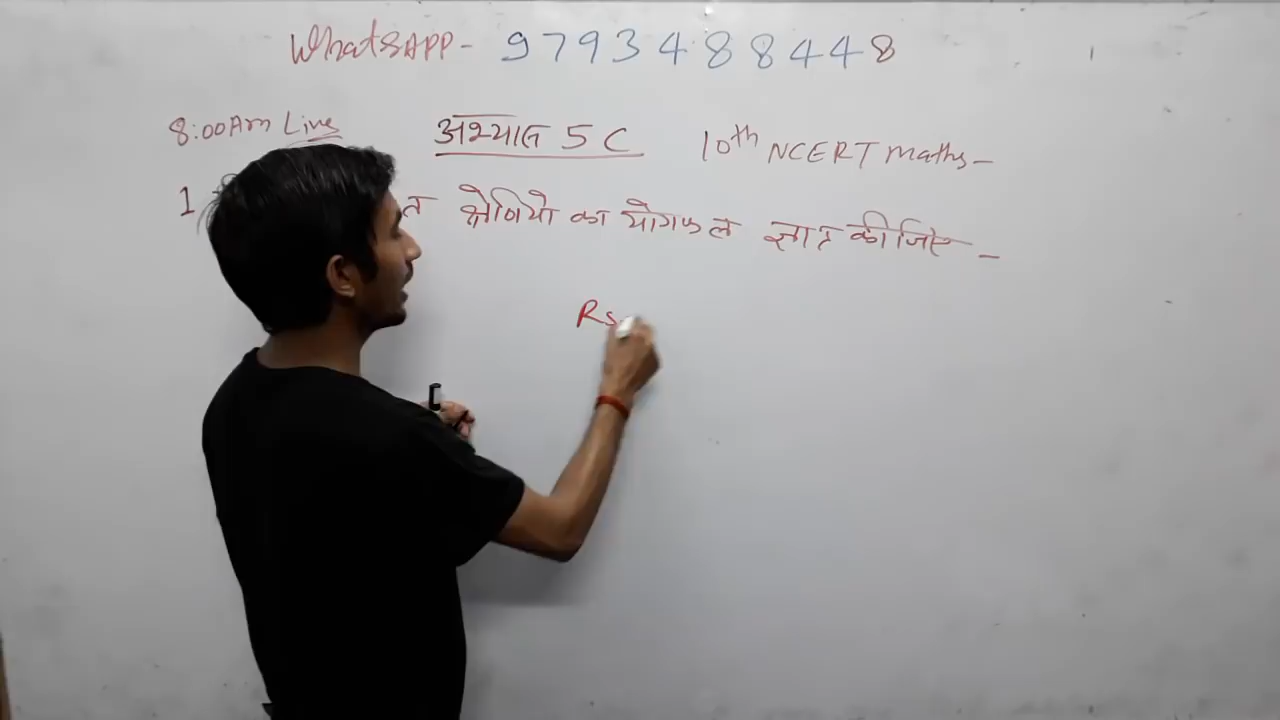 WhatsAPP- 9793488448
8:00Am Live अभ्यास 5 C 10th NCERT Maths-
1 श्रेणियो का योगफल ज्ञात कीजिए -
Rs